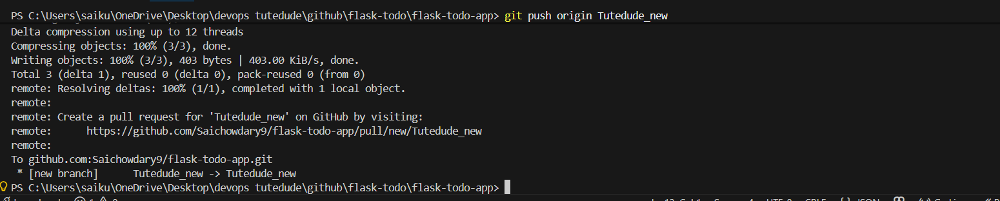 PS C:\Users\saiku\OneDrive\Desktop\devops tutedude\github\flask-todo\flask-todo-app> git push origin Tutedude_new
Delta compression using up to 12 threads
Compressing objects: 100% (3/3), done.
Writing objects: 100% (3/3), 403 bytes | 403.00 KiB/s, done.
Total 3 (delta 1), reused 0 (delta 0), pack-reused 0 (from 0)
remote: Resolving deltas: 100% (1/1), completed with 1 local object.
remote:
remote: Create a pull request for 'Tutedude_new' on GitHub by visiting:
remote:      https://github.com/Saichowdary9/flask-todo-app/pull/new/Tutedude_new
remote:
To github.com:Saichowdary9/flask-todo-app.git
 * [new branch]      Tutedude_new -> Tutedude_new
PS C:\Users\saiku\OneDrive\Desktop\devops tutedude\github\flask-todo\flask-todo-app>